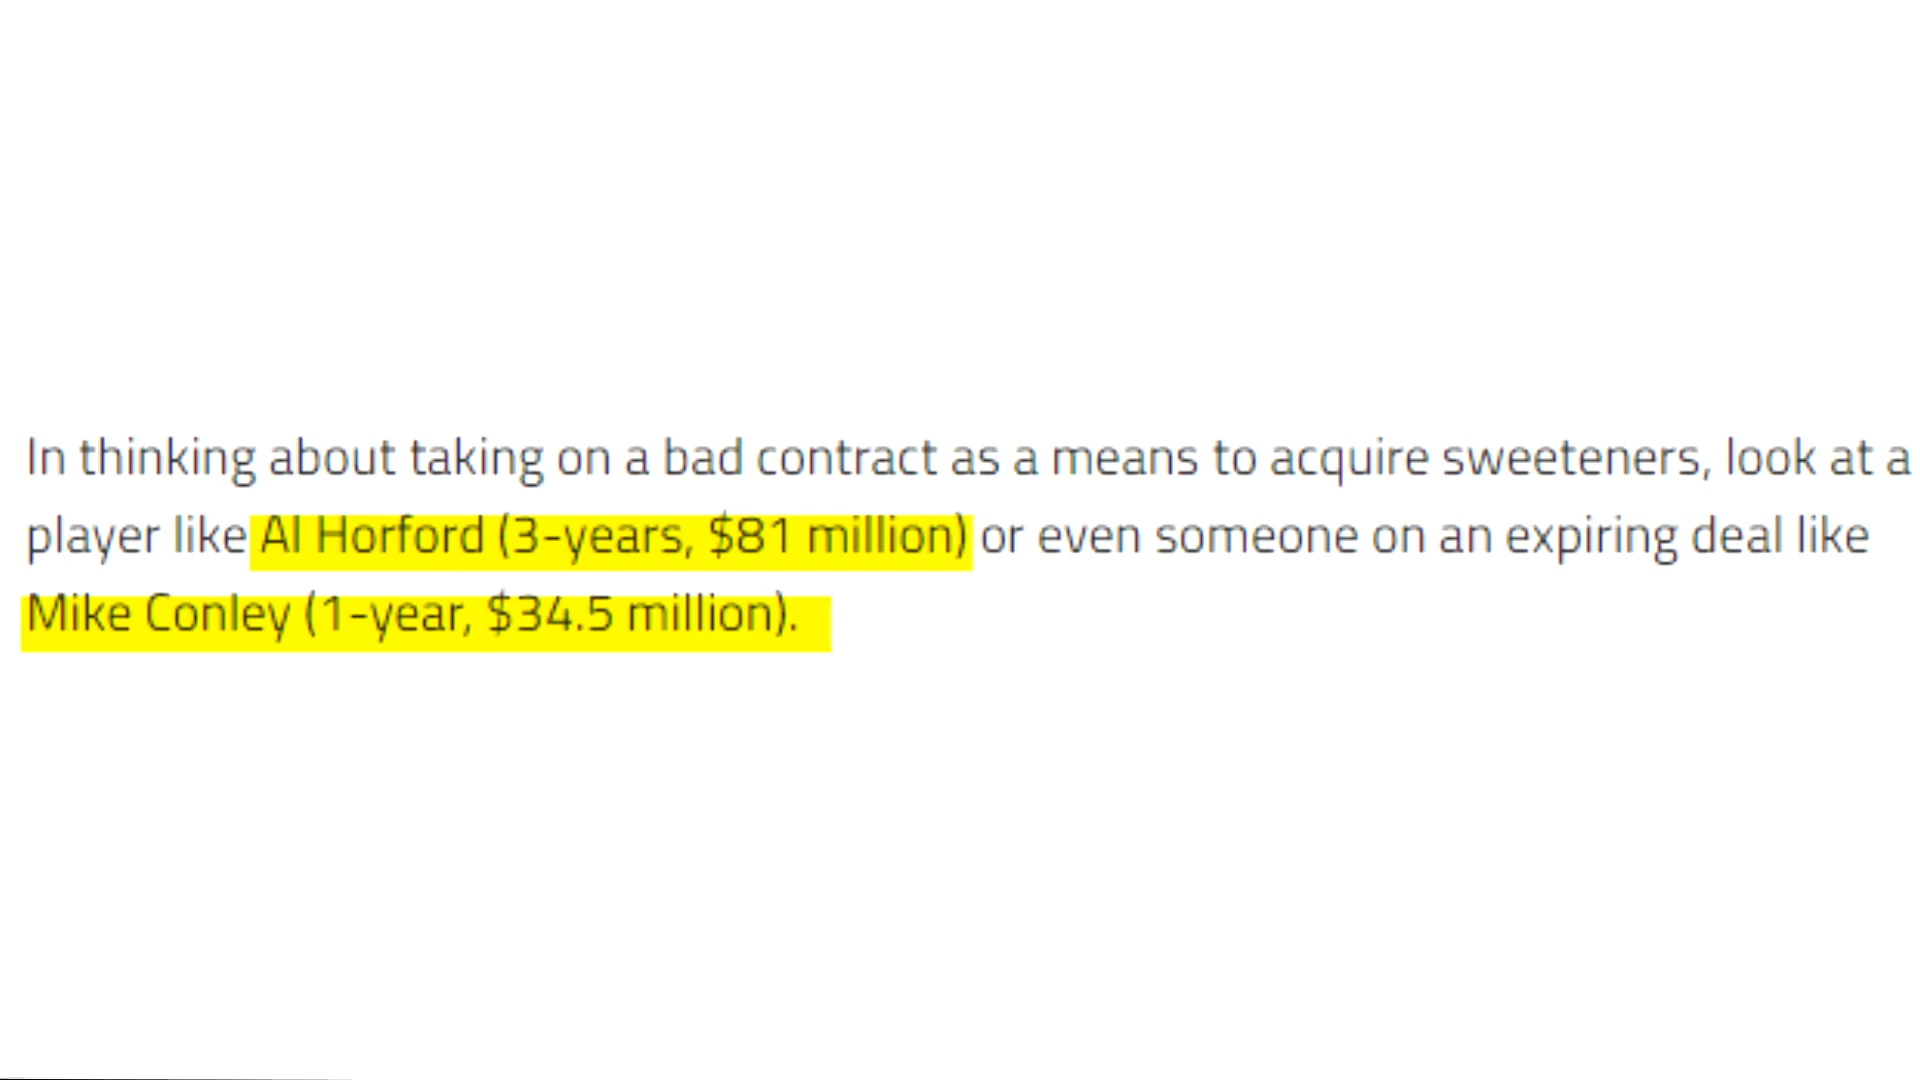 In thinking about taking on a bad contract as a means to acquire sweeteners, look at a
player like Al Horford (3-years, $81 million) or even someone on an expiring deal like
Mike Conley (1-year, $34.5 million).